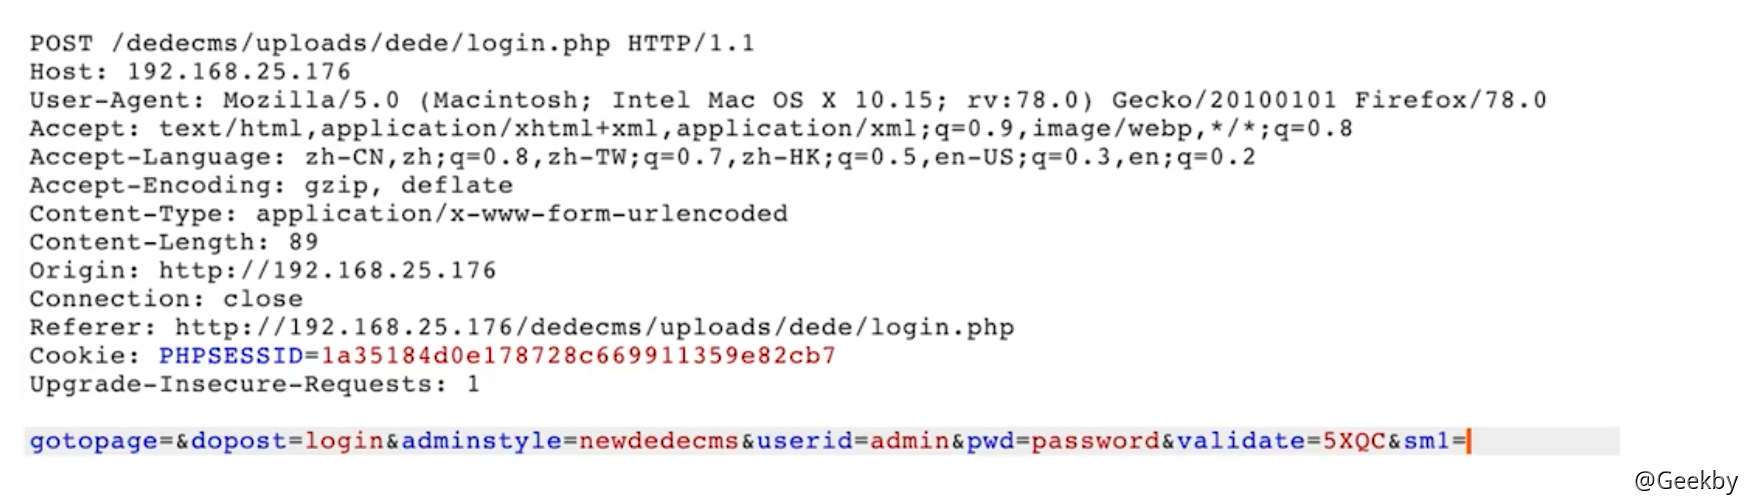 POST /dedecms/uploads/dede/login.php HTTP/1.1
Host: 192.168.25.176
User-Agent: Mozilla/5.0 (Macintosh; Intel Mac OS X 10.15; rv:78.0) Gecko/20100101 Firefox/78.0
Accept: text/html,application/xhtml+xml,application/xml;q=0.9,image/webp,*/*;q=0.8
Accept-Language: zh-CN,zh;q=0.8,zh-TW;q=0.7,zh-HK;q=0.5,en-US;q=0.3,en;q=0.2
Accept-Encoding: gzip, deflate
Content-Type: application/x-www-form-urlencoded
Content-Length: 89
Origin: http://192.168.25.176
Connection: close
Referer: http://192.168.25.176/dedecms/uploads/dede/login.php
Cookie: PHPSESSID=1a35184d0e178728c669911359e82cb7
Upgrade-Insecure-Requests: 1
gotopage=&dopost=login&adminstyle=newdedecms&userid=admin&pwd=password&validate=5XQC&sm1=
@Geekby